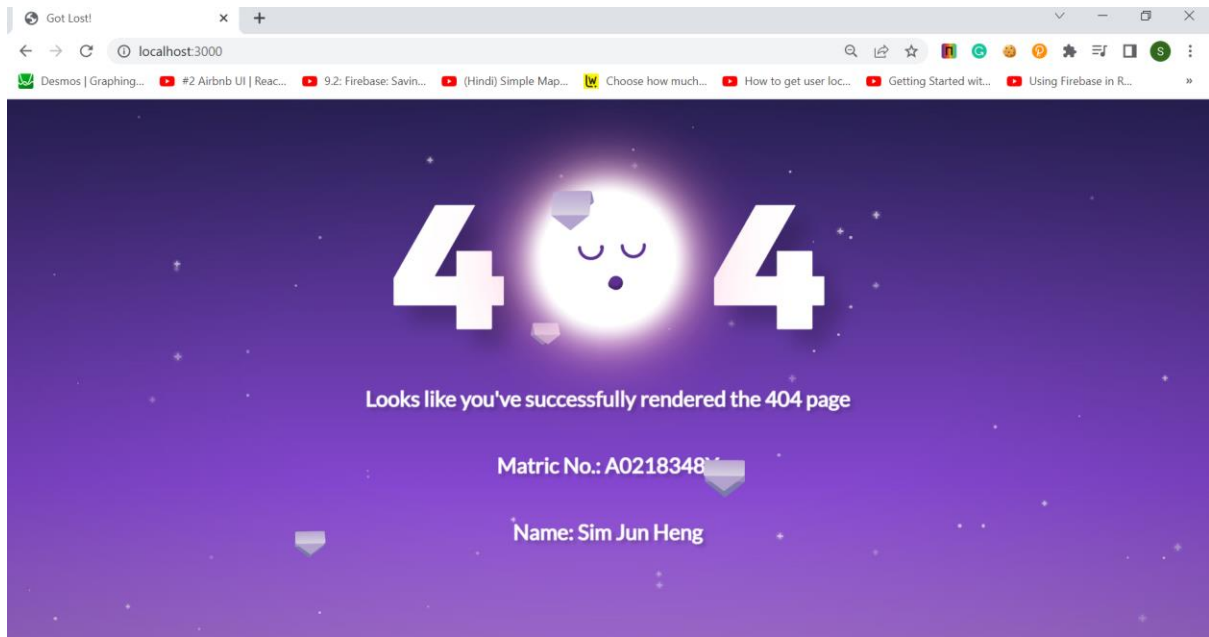 Got Lost!
localhost:3000
Desmos | Graphing... #2 Airbnb UI | Reac... 9.2: Firebase: Savin... (Hindi) Simple Map... Choose how much... How to get user loc... Getting Started wit... Using Firebase in R... »
4 4
Looks like you've successfully rendered the 404 page
Matric No.:
Name: Sim Jun Heng